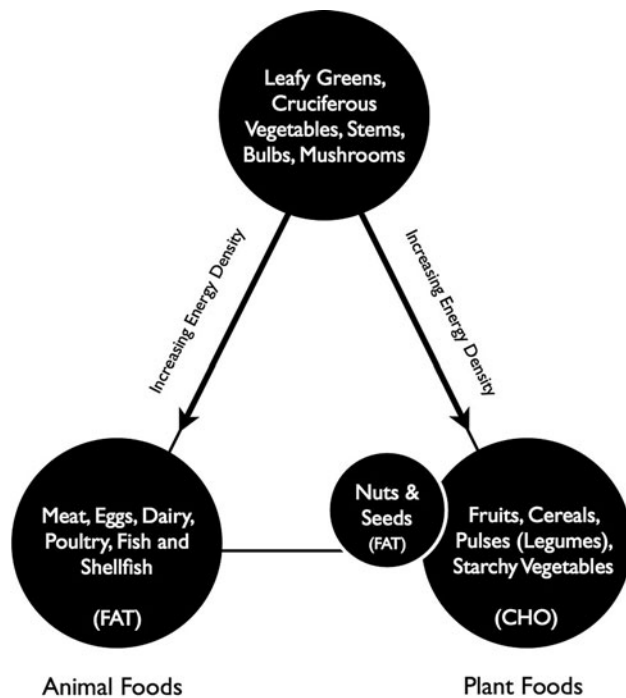 Leafy Greens,
Cruciferous
Vegetables, Stems,
Bulbs, Mushrooms
Increasing Energy Density
Increasing Energy Density
Meat, Eggs, Dairy,
Poultry, Fish and
Shellfish
(FAT)
Nuts &
Seeds
(FAT)
Fruits, Cereals,
Pulses (Legumes),
Starchy Vegetables
(CHO)
Animal Foods
Plant Foods